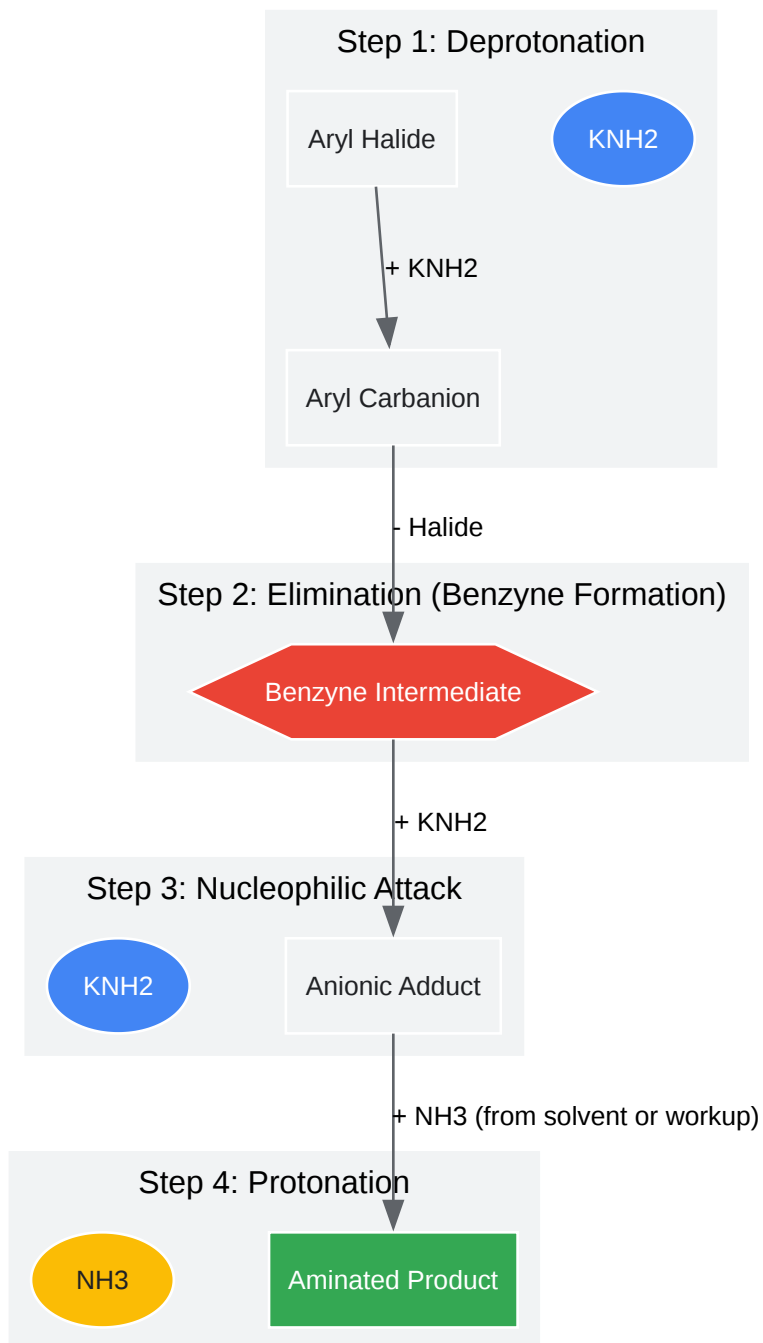 Step 1: Deprotonation
Aryl Halide
KNH2
+ KNH2
Aryl Carbanion
- Halide
Step 2: Elimination (Benzyne Formation)
Benzyne Intermediate
+ KNH2
Step 3: Nucleophilic Attack
KNH2
Anionic Adduct
+ NH3 (from solvent or workup)
Step 4: Protonation
NH3
Aminated Product